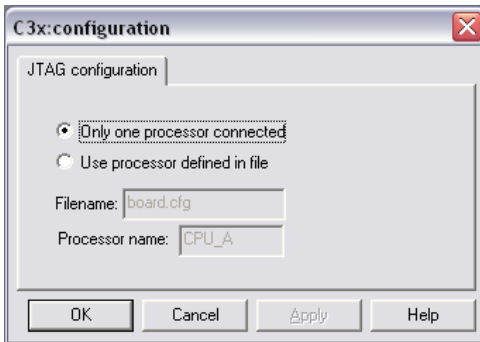 C3x:configuration
JTAG configuration
Only one processor connected
Use processor defined in file
Filename: board.cfg
Processor name: CPU_A
OK Cancel Apply Help